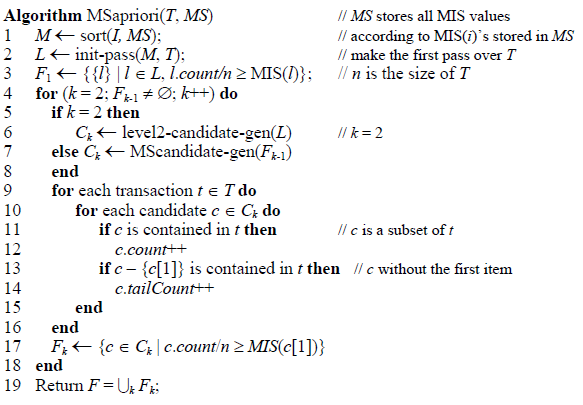 Algorithm MSapriori(T, MS) // MS stores all MIS values
1 M ← sort(I, MS); // according to MIS(i)'s stored in MS
2 L ← init-pass(M, T); // make the first pass over T
3 F₁ ← {{l} | l ∈ L, l.count/n ≥ MIS(l)}; // n is the size of T
4 for (k = 2; Fₖ₋₁ ≠ ∅; k++) do
5 if k = 2 then
6 Cₖ ← level2-candidate-gen(L) // k = 2
7 else Cₖ ← MScandidate-gen(Fₖ₋₁)
8 end
9 for each transaction t ∈ T do
10 for each candidate c ∈ Cₖ do
11 if c is contained in t then // c is a subset of t
12 c.count++
13 if c – {c[1]} is contained in t then // c without the first item
14 c.tailCount++
15 end
16 end
17 Fₖ ← {c ∈ Cₖ | c.count/n ≥ MIS(c[1])}
18 end
19 Return F = ⋃ₖ Fₖ;